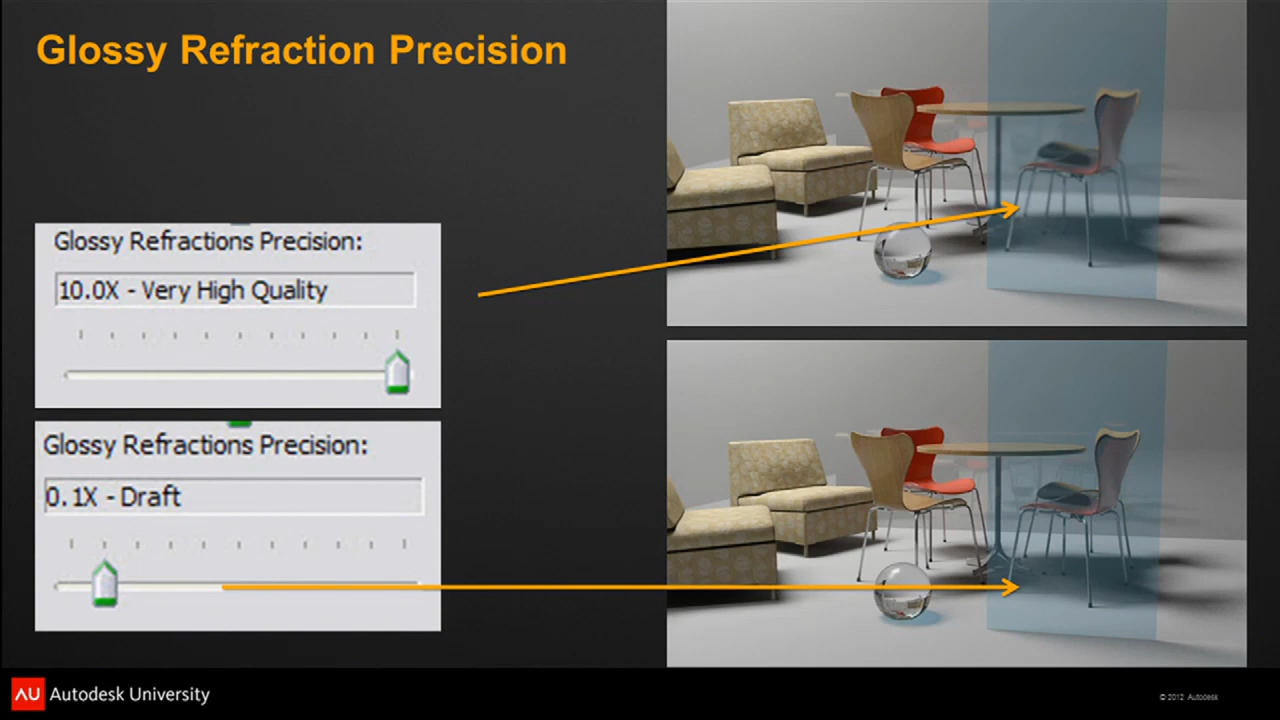 Glossy Refraction Precision
Glossy Refractions Precision:
10.0X - Very High Quality
Glossy Refractions Precision:
0.1X - Draft
AU Autodesk University
© 2012 Autodesk